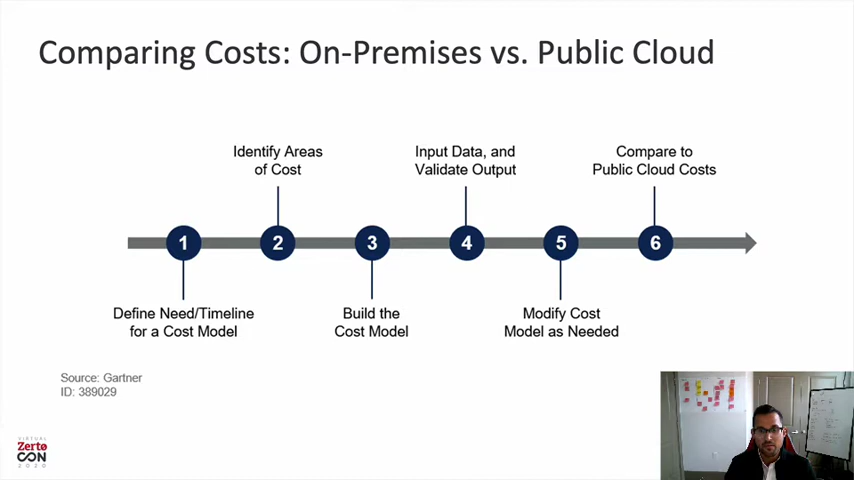 Comparing Costs: On-Premises vs. Public Cloud
Identify Areas
of Cost
Input Data, and
Validate Output
Compare to
Public Cloud Costs
1
2
3
4
5
6
Define Need/Timeline
for a Cost Model
Build the
Cost Model
Modify Cost
Model as Needed
Source: Gartner
ID: 389029
VIRTUAL
Zerto
CON
2020